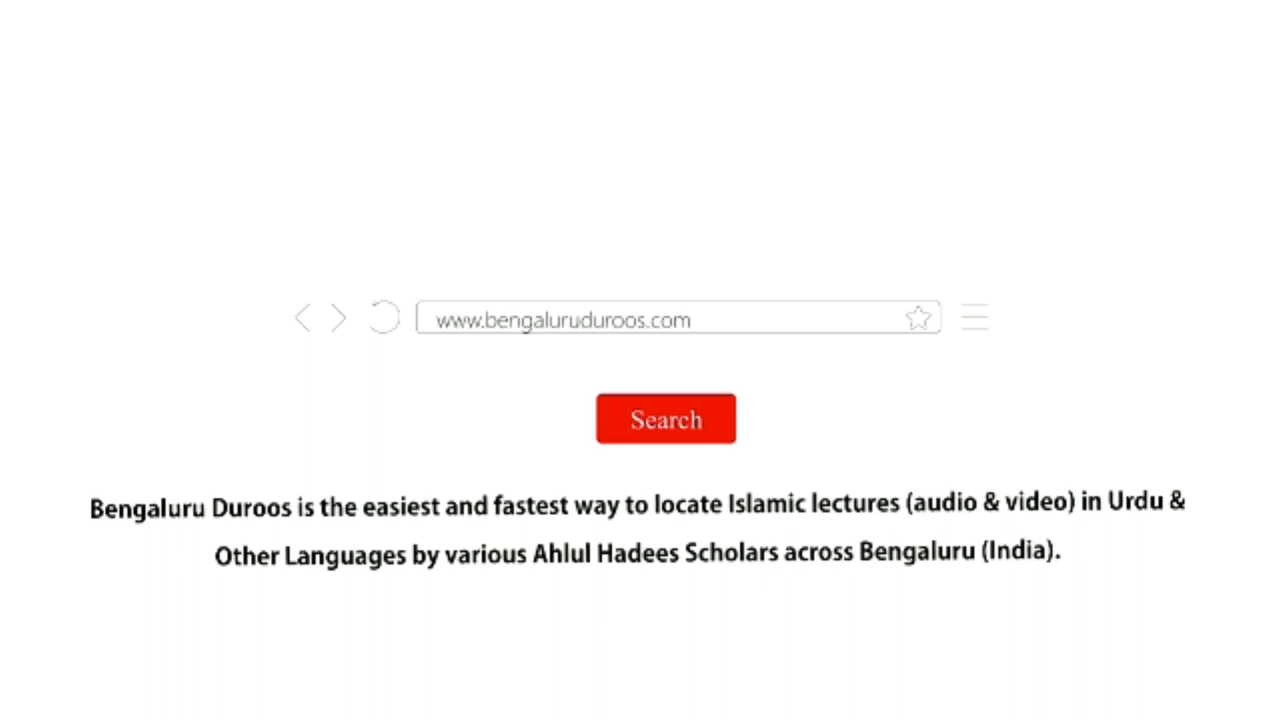 www.bengaluruduroos.com
Search
Bengaluru Duroos is the easiest and fastest way to locate Islamic lectures (audio & video) in Urdu &
Other Languages by various Ahlul Hadees Scholars across Bengaluru (India).